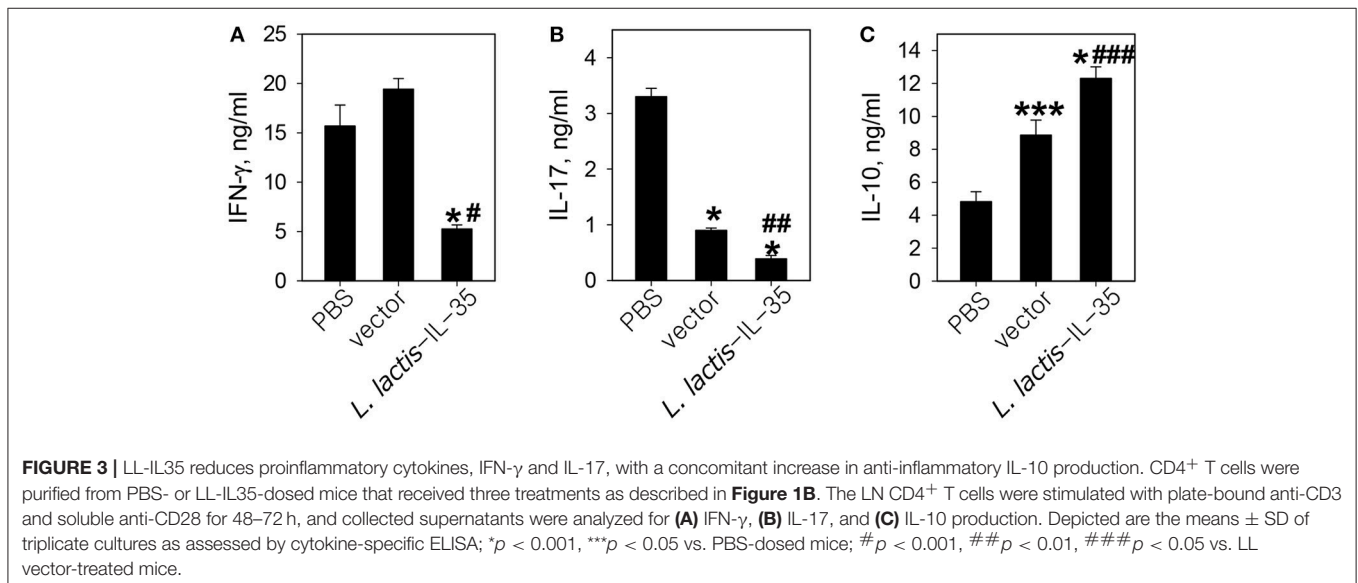 A
IFN-γ, ng/ml
25
20
15
10
5
0
* #
PBS
vector
L. lactis–IL–35
B
IL-17, ng/ml
4
3
2
1
0
*
##
*
PBS
vector
L. lactis–IL–35
C
IL-10, ng/ml
14
12
10
8
6
4
2
0
***
* ###
PBS
vector
L. lactis–IL–35
FIGURE 3 | LL-IL35 reduces proinflammatory cytokines, IFN-γ and IL-17, with a concomitant increase in anti-inflammatory IL-10 production. CD4+ T cells were
purified from PBS- or LL-IL35-dosed mice that received three treatments as described in Figure 1B. The LN CD4+ T cells were stimulated with plate-bound anti-CD3
and soluble anti-CD28 for 48–72 h, and collected supernatants were analyzed for (A) IFN-γ, (B) IL-17, and (C) IL-10 production. Depicted are the means ± SD of
triplicate cultures as assessed by cytokine-specific ELISA; *p < 0.001, ***p < 0.05 vs. PBS-dosed mice; #p < 0.001, ##p < 0.01, ###p < 0.05 vs. LL
vector-treated mice.